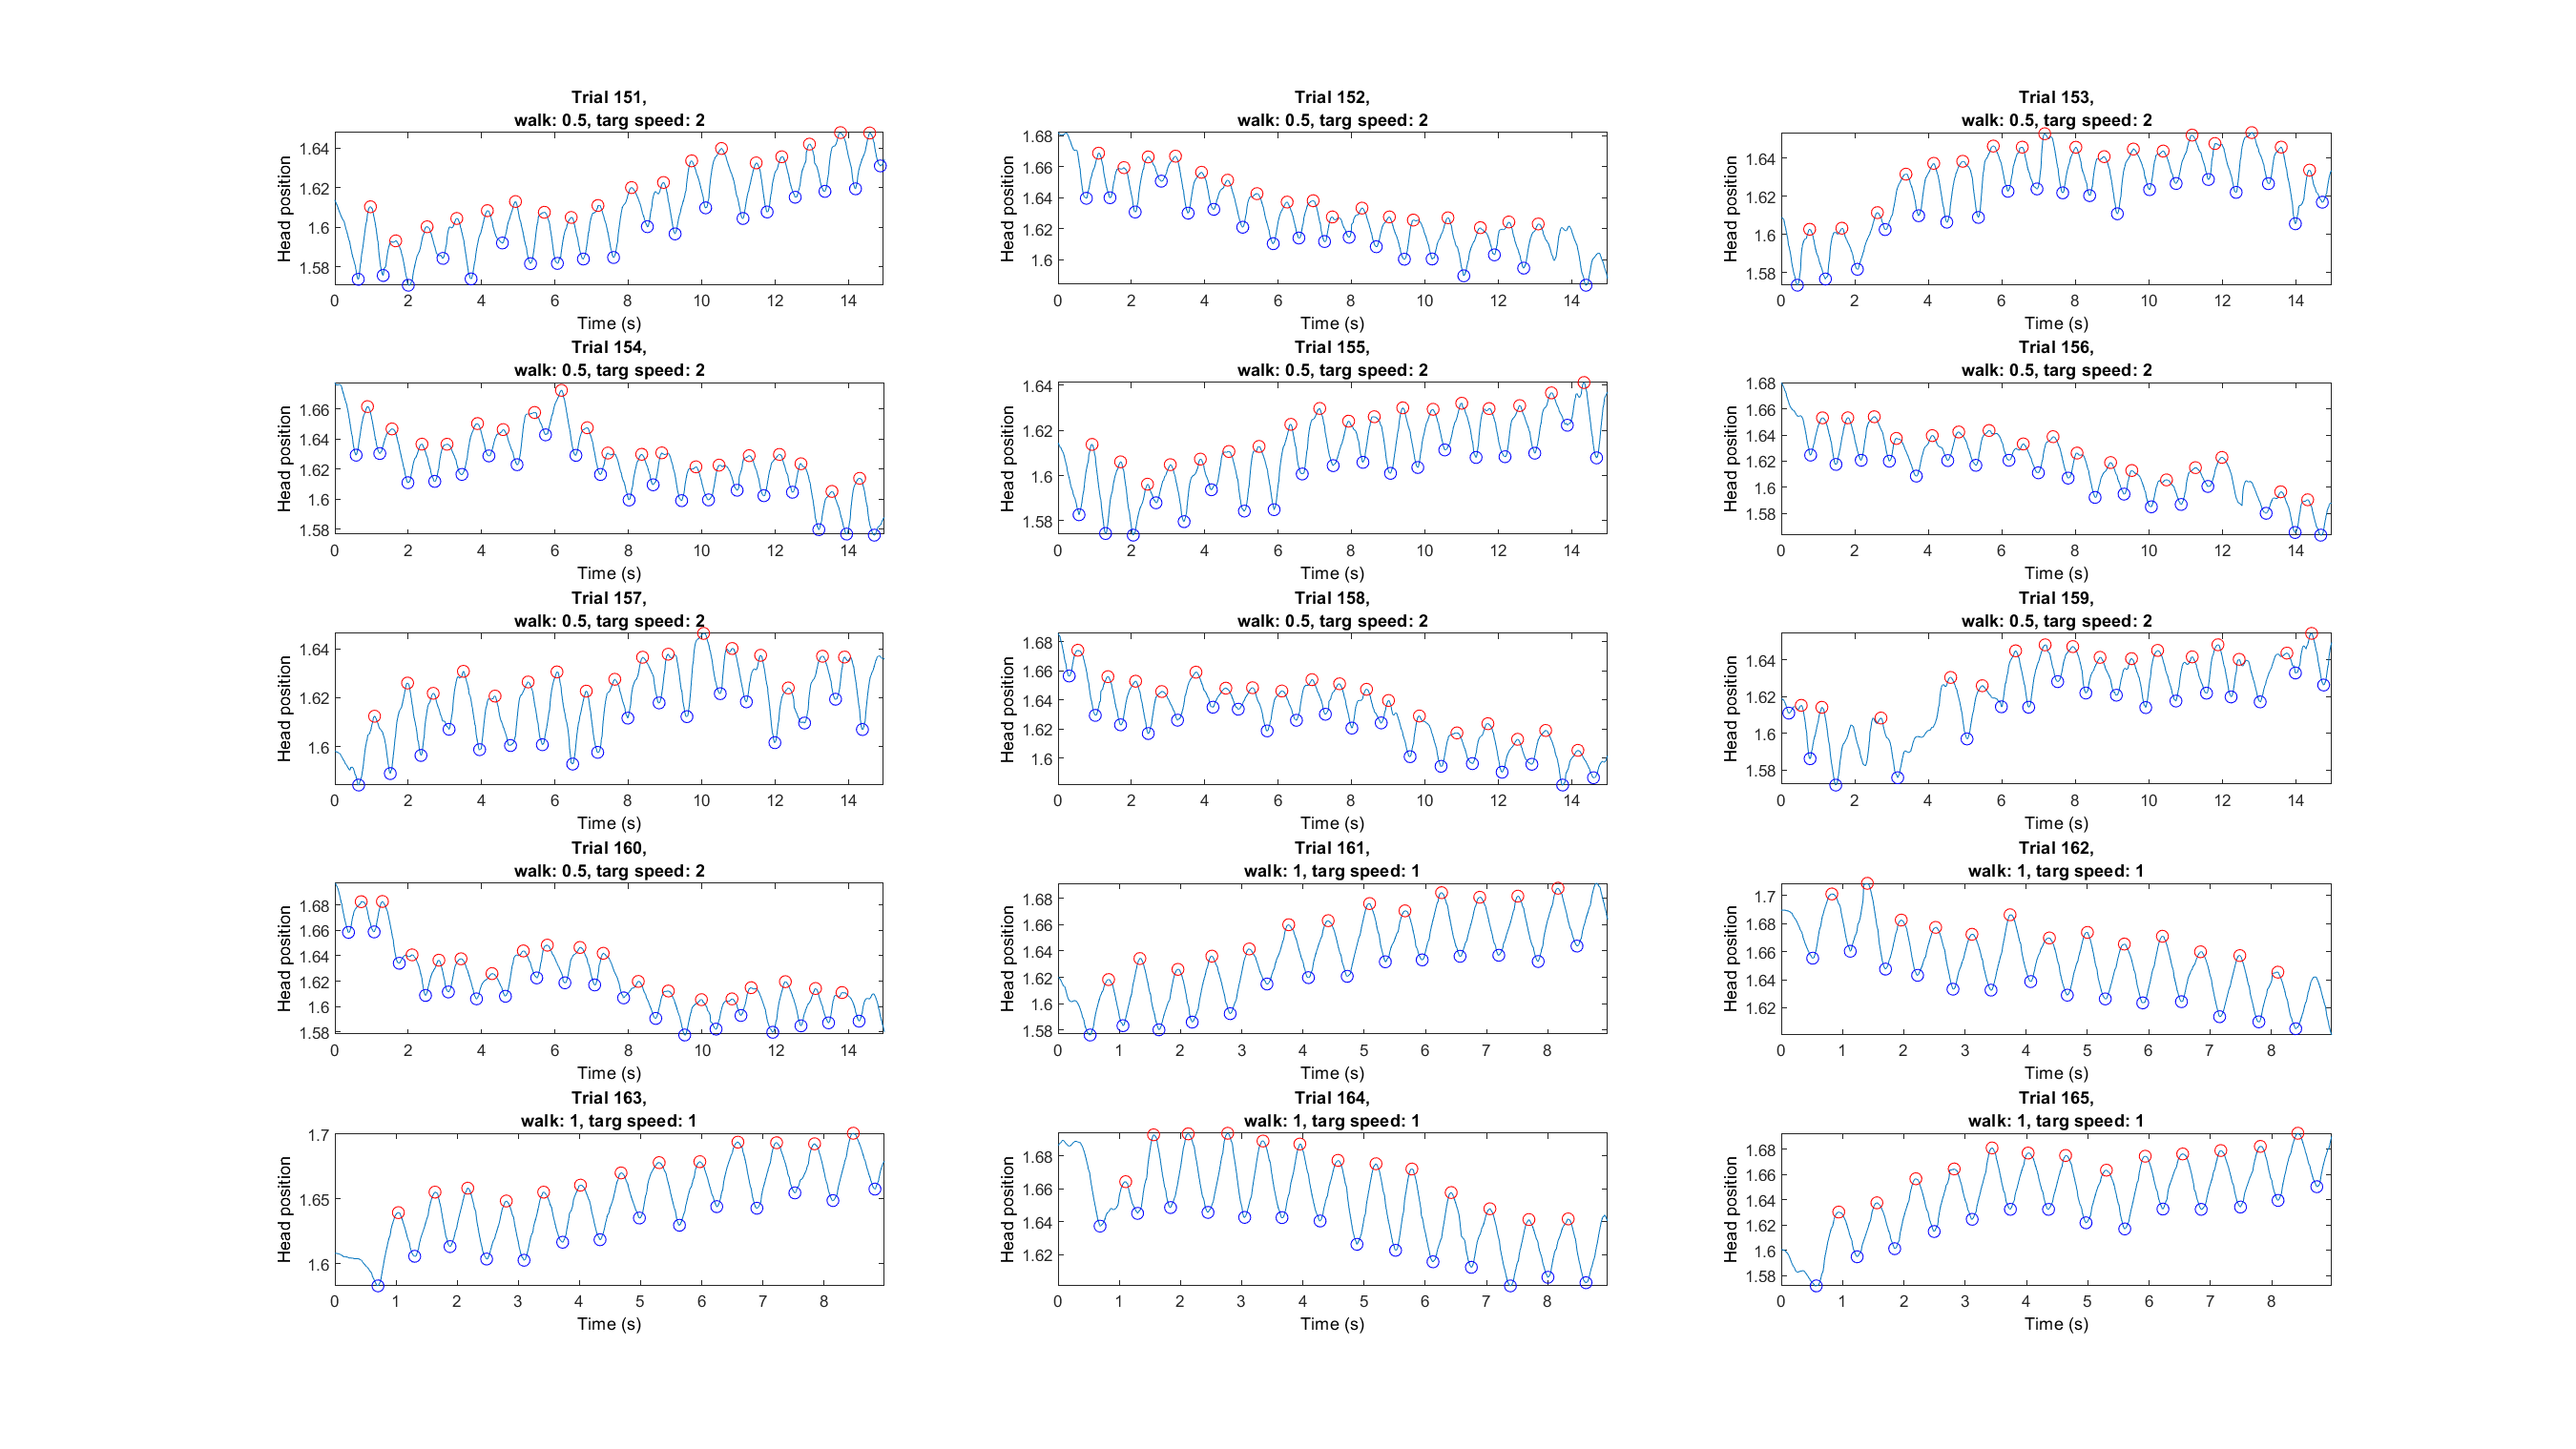 Trial 151,
walk: 0.5, targ speed: 2
Head position
1.64
1.62
1.6
1.58
0 2 4 6 8 10 12 14
Time (s)
Trial 152,
walk: 0.5, targ speed: 2
Head position
1.68
1.66
1.64
1.62
1.6
0 2 4 6 8 10 12 14
Time (s)
Trial 153,
walk: 0.5, targ speed: 2
Head position
1.64
1.62
1.6
1.58
0 2 4 6 8 10 12 14
Time (s)
Trial 154,
walk: 0.5, targ speed: 2
Head position
1.66
1.64
1.62
1.6
1.58
0 2 4 6 8 10 12 14
Time (s)
Trial 155,
walk: 0.5, targ speed: 2
Head position
1.64
1.62
1.6
1.58
0 2 4 6 8 10 12 14
Time (s)
Trial 156,
walk: 0.5, targ speed: 2
Head position
1.68
1.66
1.64
1.62
1.6
1.58
0 2 4 6 8 10 12 14
Time (s)
Trial 157,
walk: 0.5, targ speed: 2
Head position
1.64
1.62
1.6
0 2 4 6 8 10 12 14
Time (s)
Trial 158,
walk: 0.5, targ speed: 2
Head position
1.68
1.66
1.64
1.62
1.6
0 2 4 6 8 10 12 14
Time (s)
Trial 159,
walk: 0.5, targ speed: 2
Head position
1.64
1.62
1.6
1.58
0 2 4 6 8 10 12 14
Time (s)
Trial 160,
walk: 0.5, targ speed: 2
Head position
1.68
1.66
1.64
1.62
1.6
1.58
0 2 4 6 8 10 12 14
Time (s)
Trial 161,
walk: 1, targ speed: 1
Head position
1.68
1.66
1.64
1.62
1.6
1.58
0 1 2 3 4 5 6 7 8
Time (s)
Trial 162,
walk: 1, targ speed: 1
Head position
1.7
1.68
1.66
1.64
1.62
0 1 2 3 4 5 6 7 8
Time (s)
Trial 163,
walk: 1, targ speed: 1
Head position
1.7
1.65
1.6
0 1 2 3 4 5 6 7 8
Time (s)
Trial 164,
walk: 1, targ speed: 1
Head position
1.68
1.66
1.64
1.62
0 1 2 3 4 5 6 7 8
Time (s)
Trial 165,
walk: 1, targ speed: 1
Head position
1.68
1.66
1.64
1.62
1.6
1.58
0 1 2 3 4 5 6 7 8
Time (s)